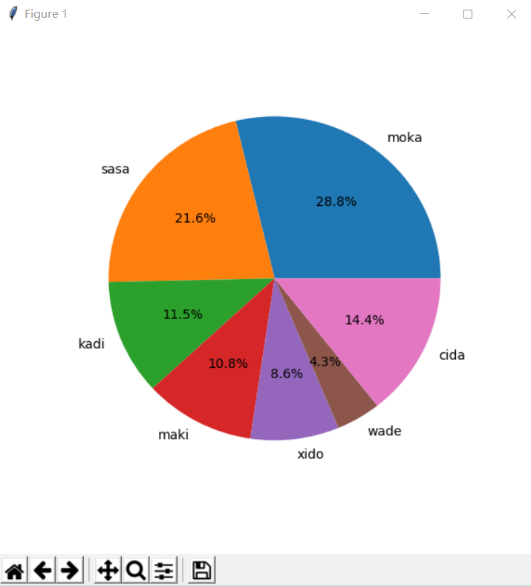 Figure 1
moka
sasa
28.8%
21.6%
11.5%
14.4%
kadi
10.8%
4.3%
8.6%
cida
maki
wade
xido